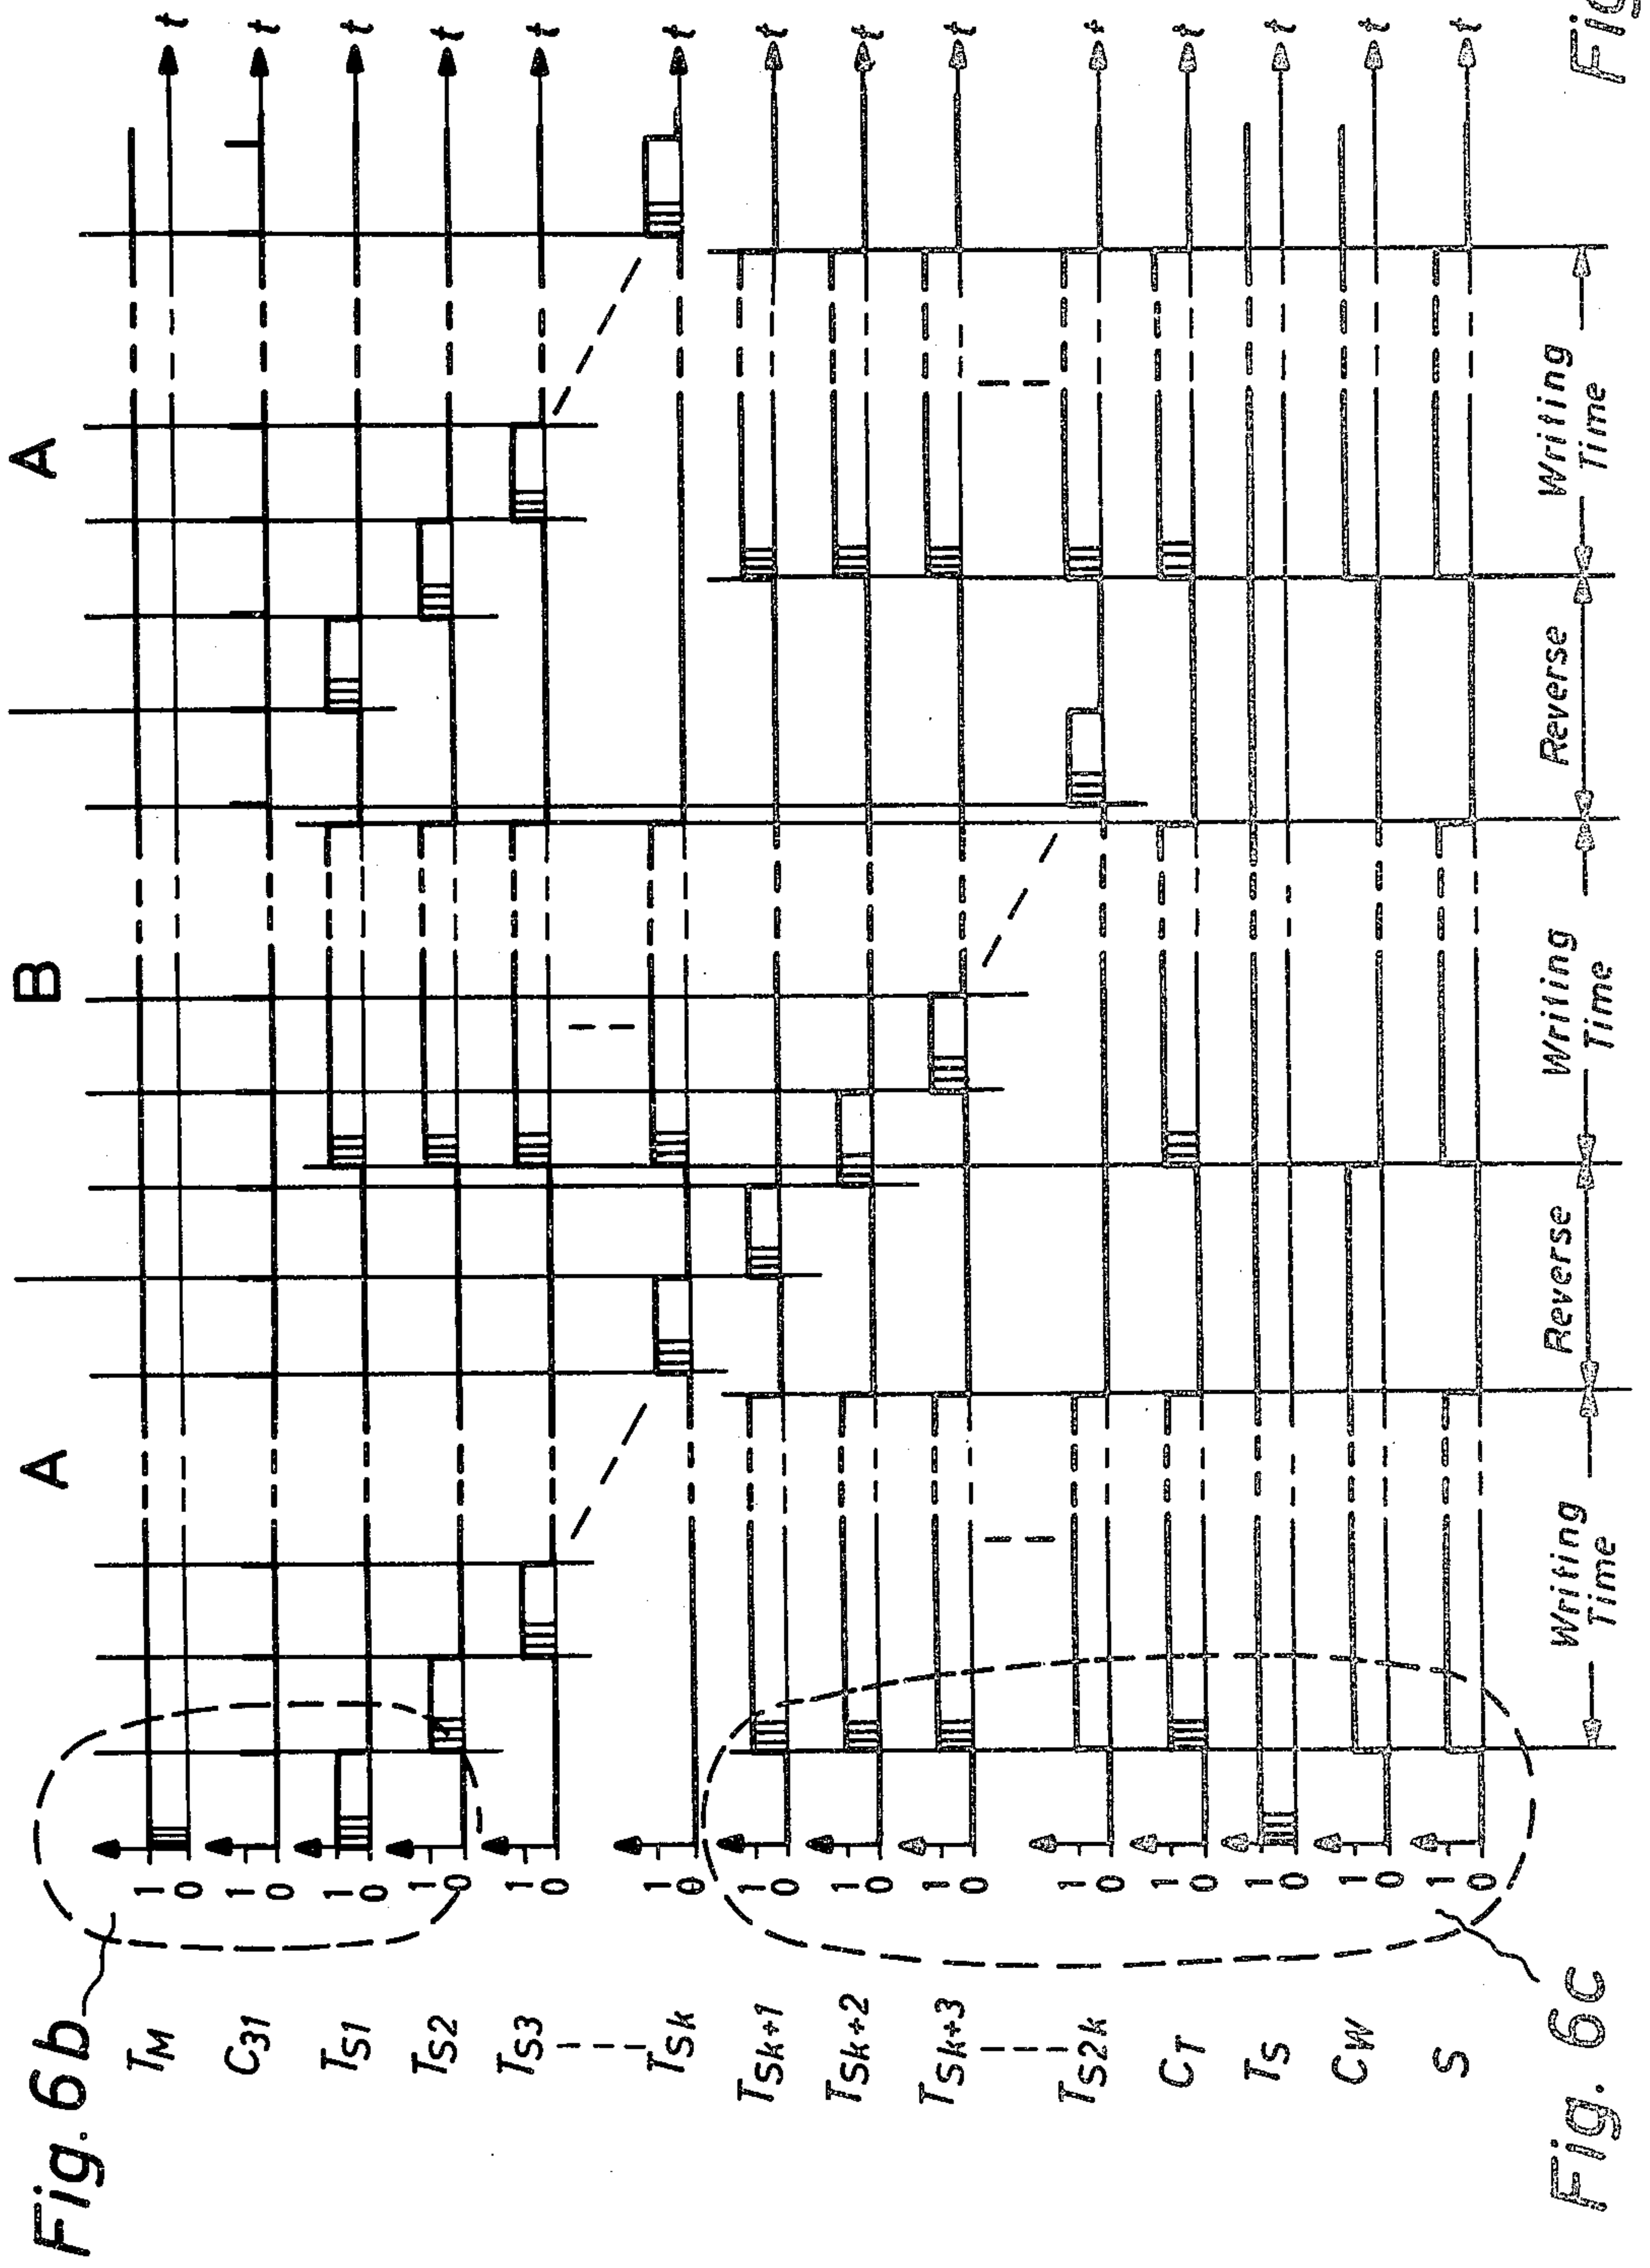 A B A
Fig. 6b
T_M 1 0 t
C_31 1 0 t
T_S1 1 0 t
T_S2 1 0 t
T_S3 1 0 t
T_Sk 1 0 t
T_Sk+1 1 0 t
T_Sk+2 1 0 t
T_Sk+3 1 0 t
T_S2k 1 0 t
C_T 1 0 t
T_S 1 0 t
C_W 1 0 t
S 1 0 t
Writing Reverse Writing Reverse Writing
Time Time Time
Fig. 6c
Fig